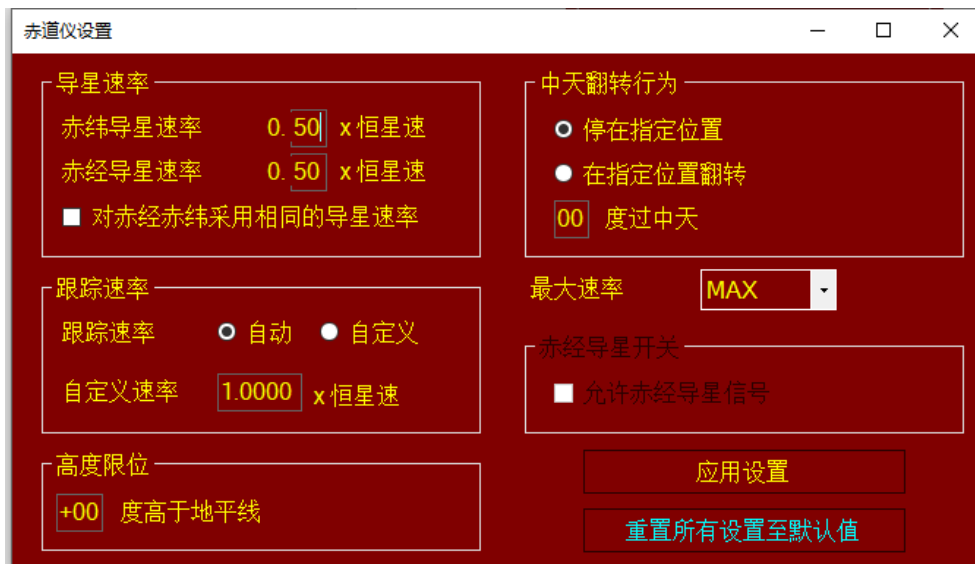 赤道仪设置
导星速率
赤纬导星速率 0. 50 x 恒星速
赤经导星速率 0. 50 x 恒星速
对赤经赤纬采用相同的导星速率
跟踪速率
跟踪速率 自动 自定义
自定义速率 1.0000 x 恒星速
高度限位
+00 度高于地平线
中天翻转行为
停在指定位置
在指定位置翻转
00 度过中天
最大速率 MAX
赤经导星开关
允许赤经导星信号
应用设置
重置所有设置至默认值